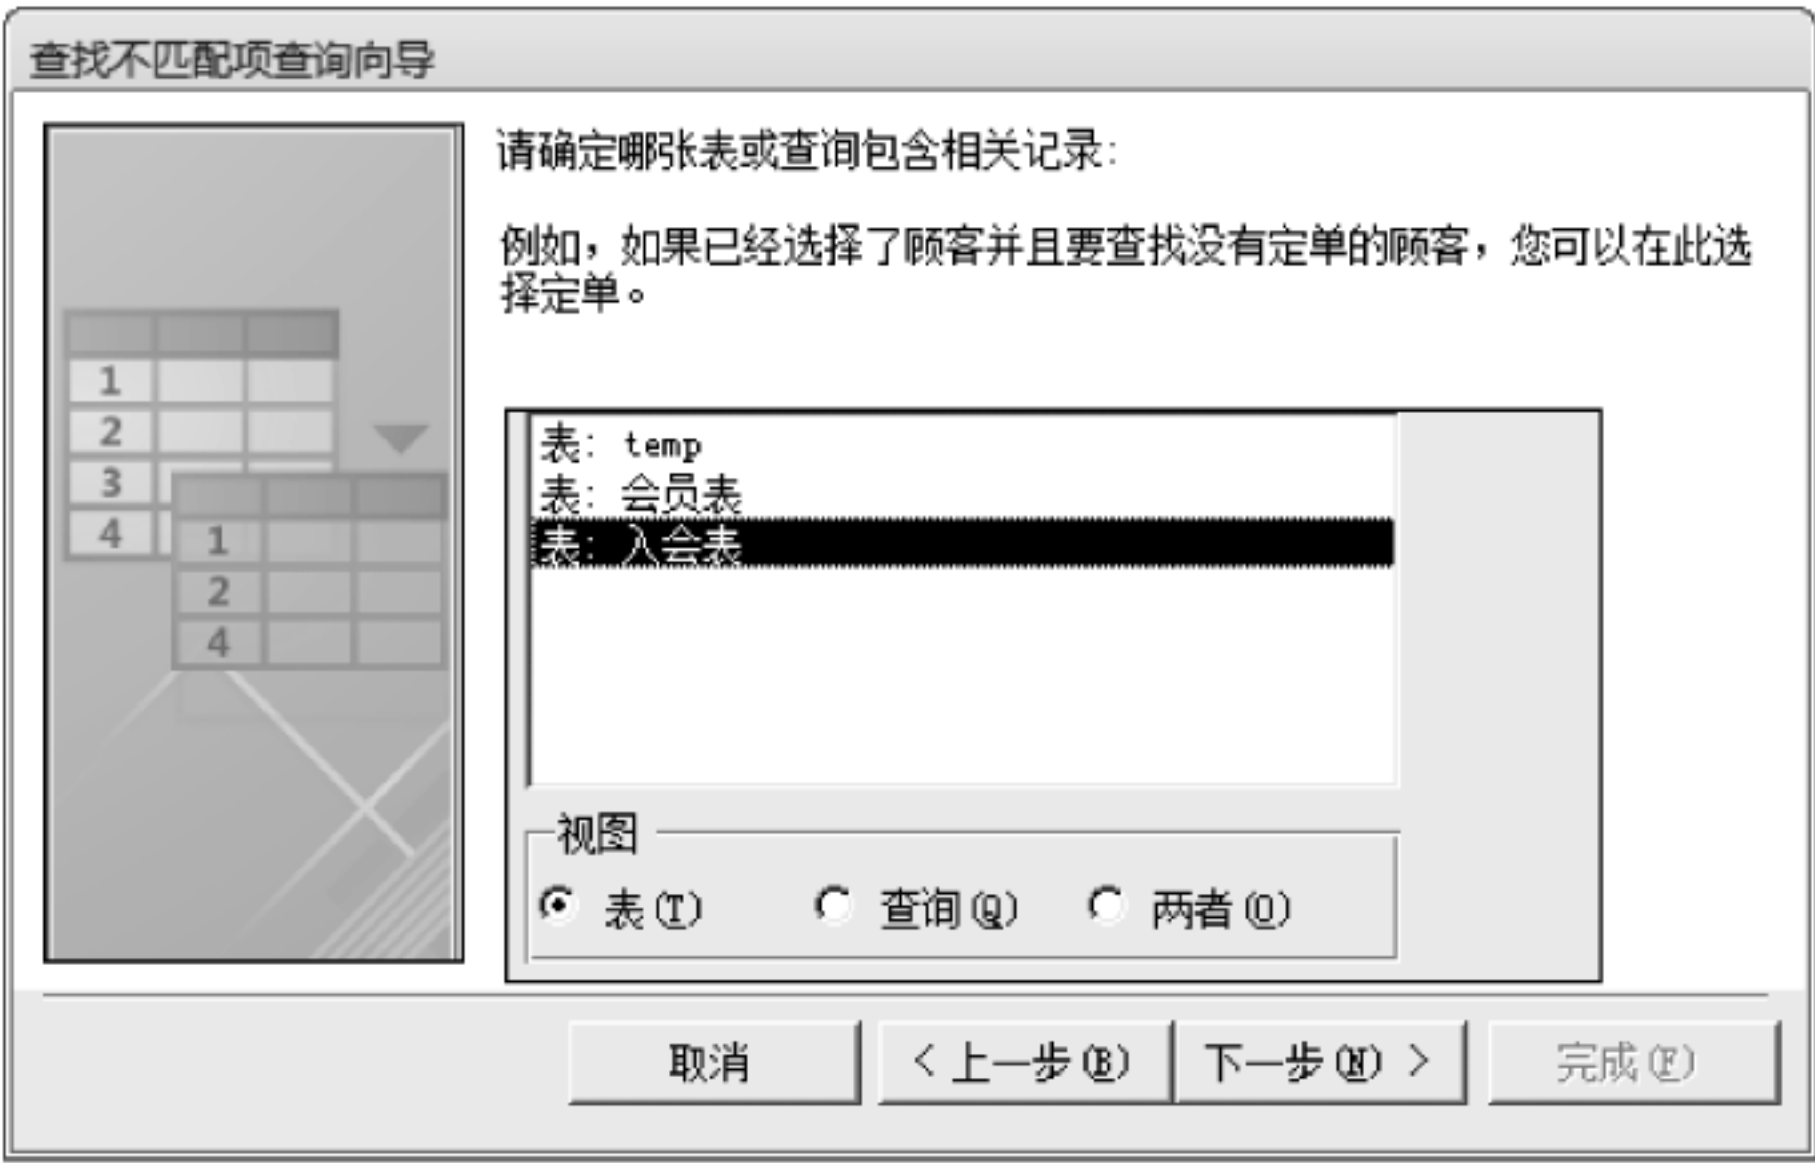 查找不匹配项查询向导
请确定哪张表或查询包含相关记录:
例如，如果已经选择了顾客并且要查找没有定单的顾客，您可以在此选
择定单。
1
2
3
4
1
2
4
表: temp
表: 会员表
表: 入会表
视图
表(T) 查询(Q) 两者(O)
取消 < 上一步(B) 下一步(N) > 完成(F)